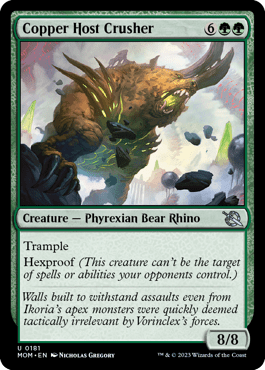 Copper Host Crusher 6
Creature — Phyrexian Bear Rhino
Trample
Hexproof (This creature can't be the target
of spells or abilities your opponents control.)
Walls built to withstand assaults even from
Ikoria's apex monsters were quickly deemed
tactically irrelevant by Vorinclex's forces.
8/8
U 0181
MOM • EN Nicholas Gregory
™ & © 2023 Wizards of the Coast